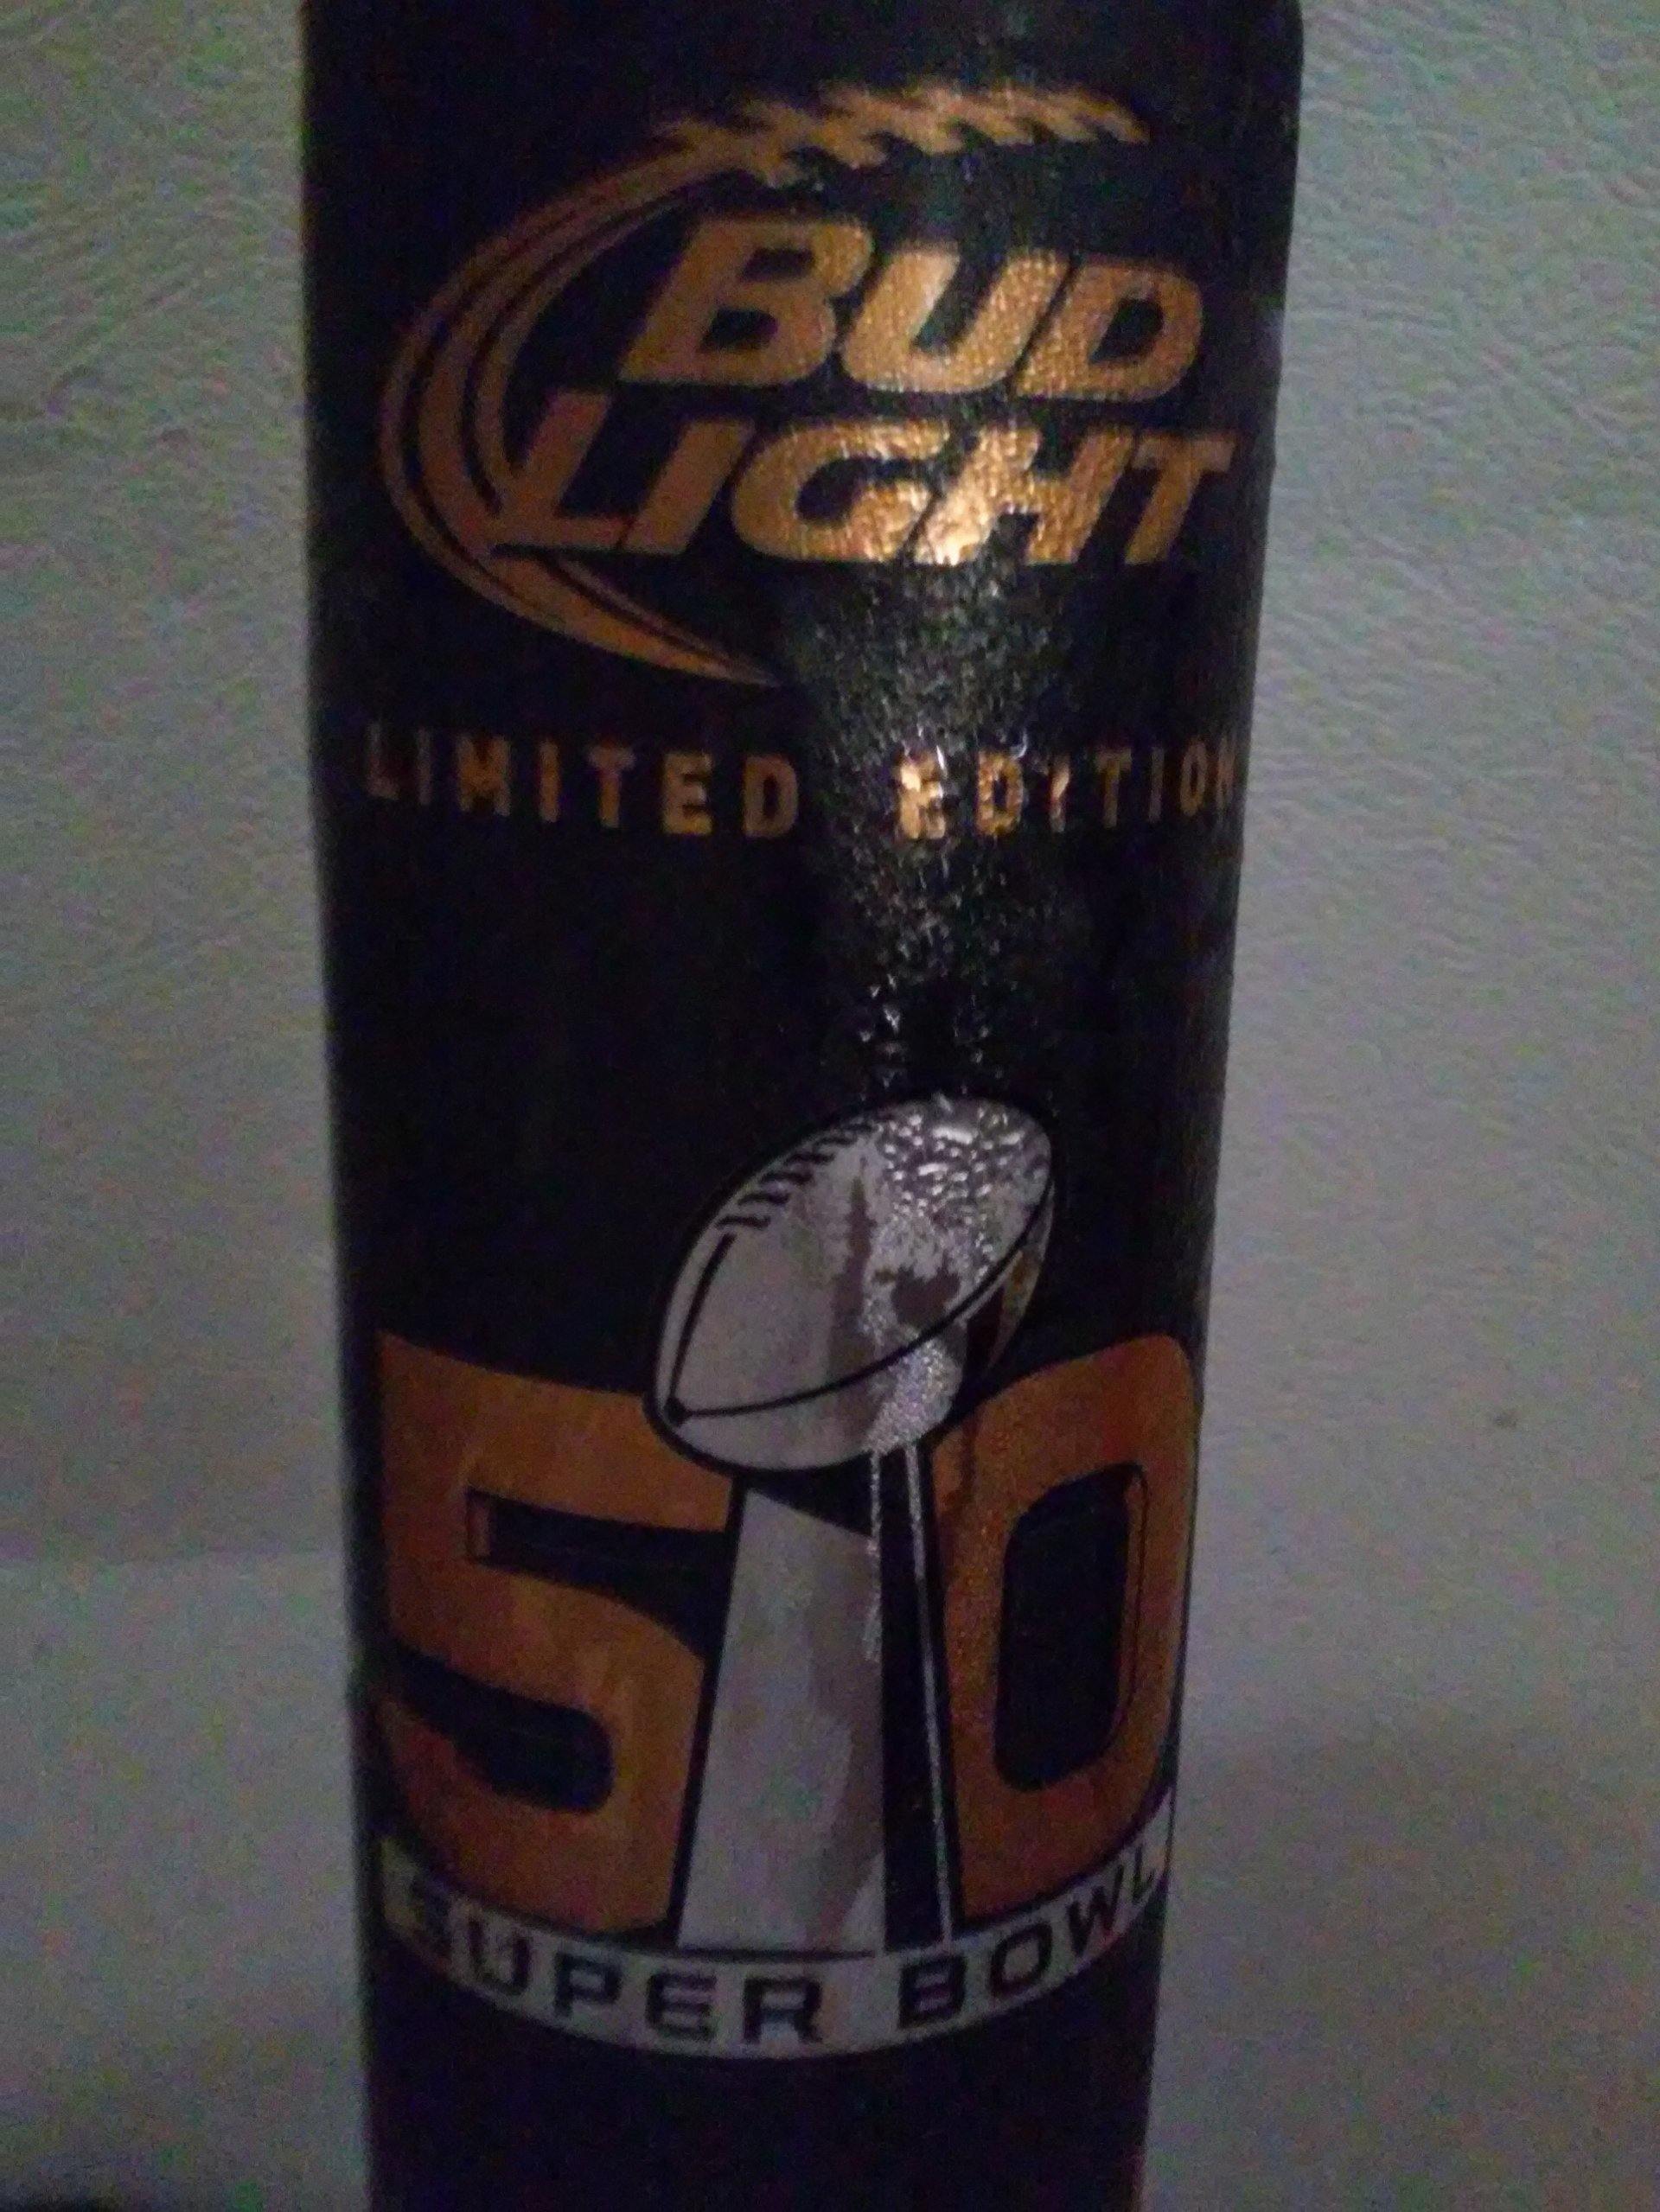 BUD
LIGHT
LIMITED EDITION
50
SUPER BOWL